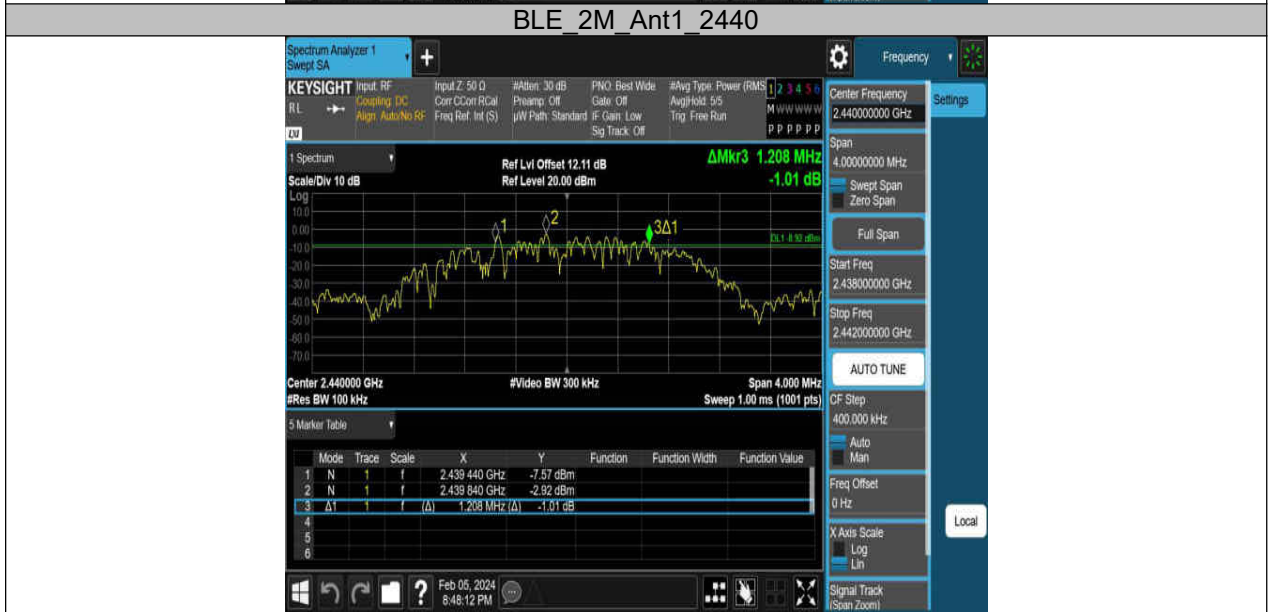 BLE_2M_Ant1_2440
Spectrum Analyzer 1
Swept SA
+
Frequency
KEYSIGHT
RL
Input: RF
Coupling: DC
Align: Auto/No RF
Input Z: 50 Ω
Corr CCorr RCal
Freq Ref: Int (S)
#Atten: 30 dB
Preamp: Off
µW Path: Standard
PNO: Best Wide
Gate: Off
IF Gain: Low
Sig Track: Off
#Avg Type: Power (RMS
Avg|Hold: 5/5
Trig: Free Run
1 2 3 4 5 6
M W W W W W
P P P P P P
1 Spectrum
Scale/Div 10 dB
Ref Lvl Offset 12.11 dB
Ref Level 20.00 dBm
ΔMkr3 1.208 MHz
-1.01 dB
Log
10.0
0.00
-10.0
-20.0
-30.0
-40.0
-50.0
-60.0
-70.0
1
2
3Δ1
DL1 -8.92 dBm
Center 2.440000 GHz
#Video BW 300 kHz
Span 4.000 MHz
#Res BW 100 kHz
Sweep 1.00 ms (1001 pts)
5 Marker Table
Mode Trace Scale X Y Function Function Width Function Value
1 N 1 f 2.439 440 GHz -7.57 dBm
2 N 1 f 2.439 840 GHz -2.92 dBm
3 Δ1 1 f (Δ) 1.208 MHz (Δ) -1.01 dB
4
5
6
?
Feb 05, 2024
8:48:12 PM
Center Frequency
2.440000000 GHz
Settings
Span
4.00000000 MHz
Swept Span
Zero Span
Full Span
Start Freq
2.438000000 GHz
Stop Freq
2.442000000 GHz
AUTO TUNE
CF Step
400.000 kHz
Auto
Man
Freq Offset
0 Hz
X Axis Scale
Log
Lin
Local
Signal Track
(Span Zoom)